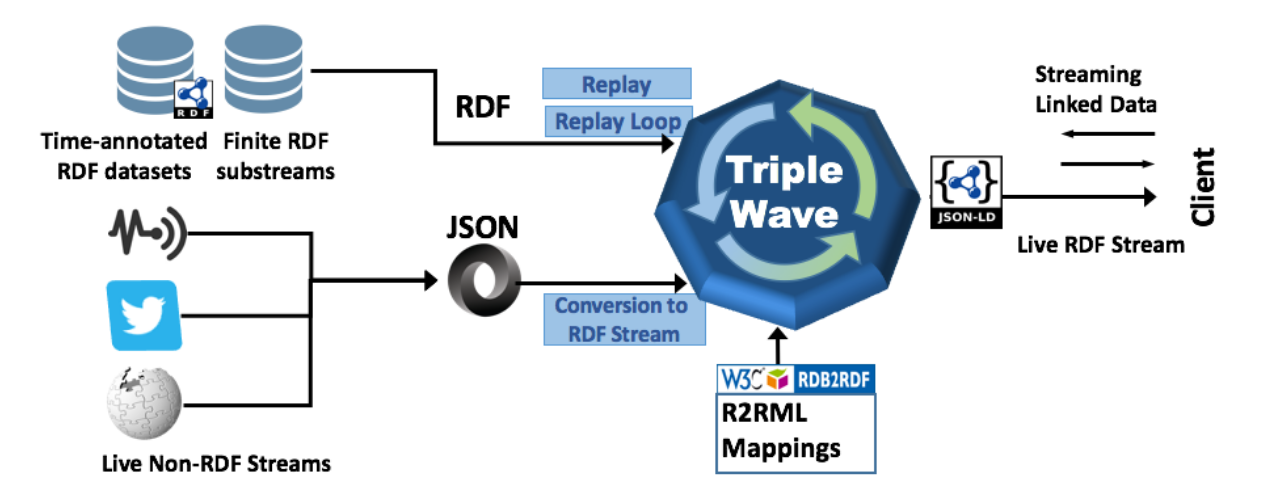 RDF
Time-annotated
RDF datasets
Finite RDF
substreams
RDF
Replay
Replay Loop
Triple
Wave
Streaming
Linked Data
{ }
JSON-LD
Live RDF Stream
Client
JSON
Conversion to
RDF Stream
Live Non-RDF Streams
W3C RDB2RDF
R2RML
Mappings